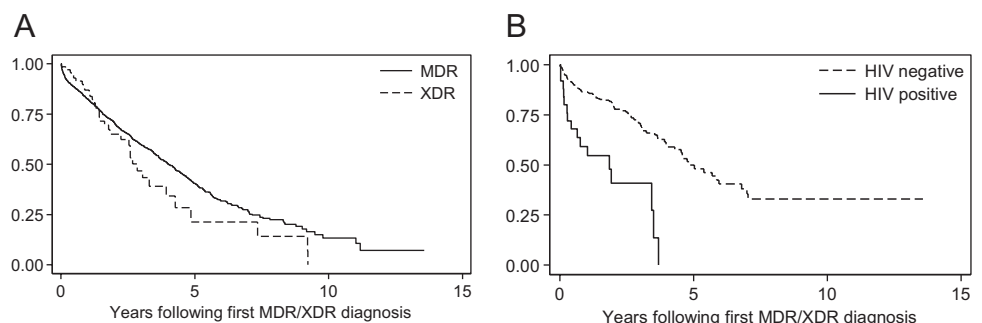 A
1.00
0.75
0.50
0.25
0.00
MDR
XDR
0 5 10 15
Years following first MDR/XDR diagnosis
B
1.00
0.75
0.50
0.25
0.00
HIV negative
HIV positive
0 5 10 15
Years following first MDR/XDR diagnosis